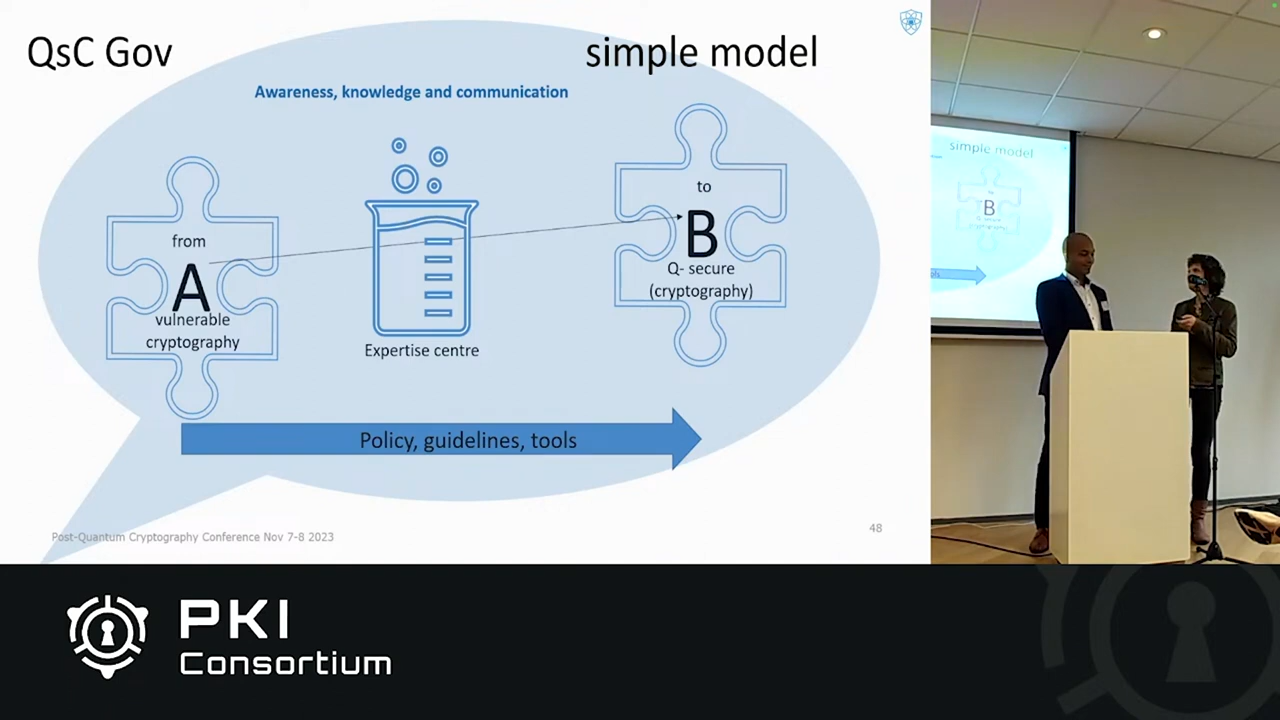 QsC Gov
simple model
Awareness, knowledge and communication
from
A
vulnerable
cryptography
Expertise centre
to
B
Q- secure
(cryptography)
Policy, guidelines, tools
Post-Quantum Cryptography Conference Nov 7-8 2023
48
simple model
to
B
PKI
Consortium